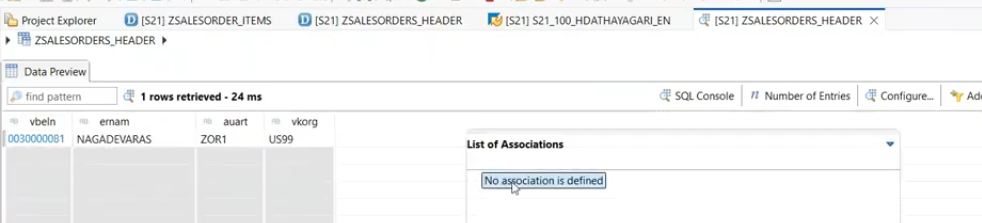 Project Explorer [S21] ZSALESORDER_ITEMS [S21] ZSALESORDERS_HEADER [S21] S21_100_HDATHAYAGARI_EN [S21] ZSALESORDERS_HEADER
ZSALESORDERS_HEADER
Data Preview
find pattern 1 rows retrieved - 24 ms SQL Console Number of Entries Configure...
vbeln ernam auart vkorg
0030000081 NAGADEVARAS ZOR1 US99
List of Associations
No association is defined